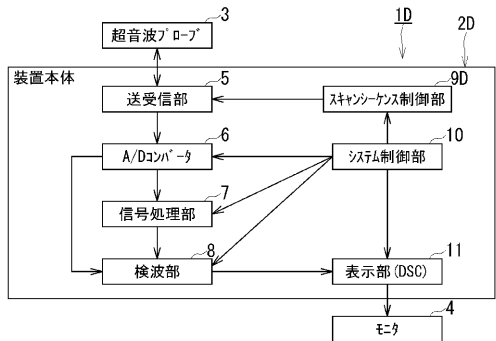 3
1D
2D
超音波ﾌﾟﾛｰﾌﾞ
装置本体
5
9D
送受信部
ｽｷｬﾝｼｰｹﾝｽ制御部
6
10
A/Dｺﾝﾊﾞｰﾀ
ｼｽﾃﾑ制御部
7
信号処理部
8
11
検波部
表示部(DSC)
4
ﾓﾆﾀ